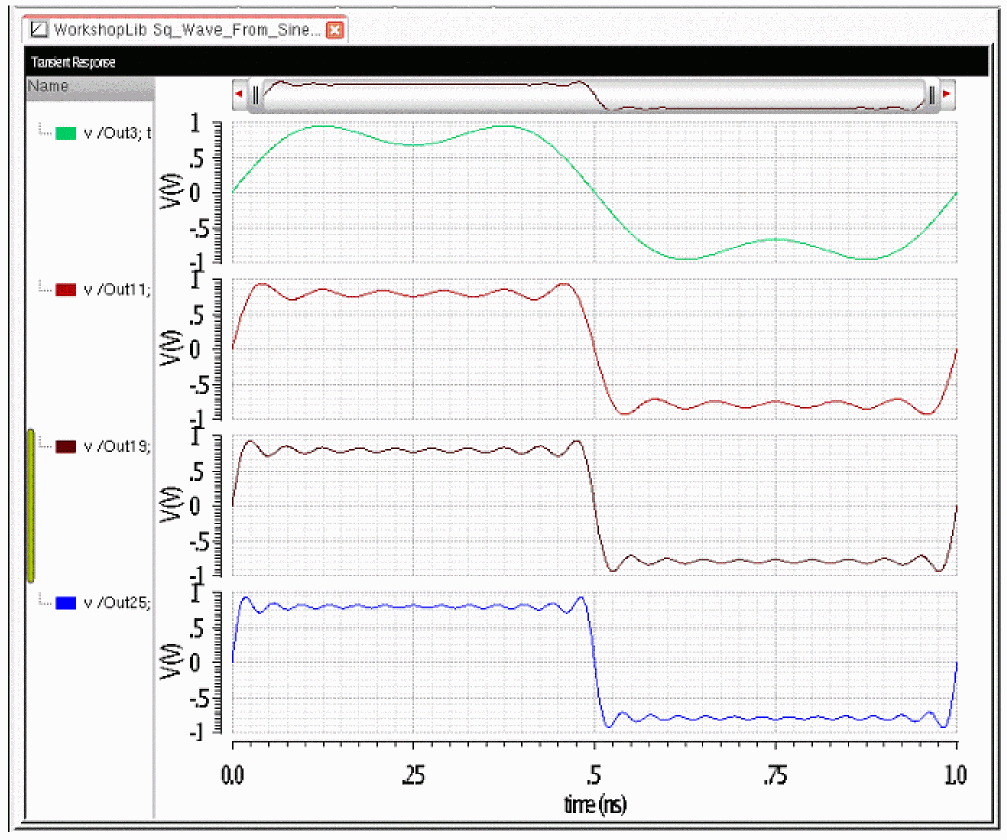 WorkshopLib Sq_Wave_From_Sine...
Transient Response
Name
v /Out3; t
1
.5
0
-.5
-1
V(V)
v /Out11;
1
.5
0
-.5
-1
V(V)
v /Out19;
1
.5
0
-.5
-1
V(V)
v /Out25;
1
.5
0
-.5
-1
V(V)
0.0 .25 .5 .75 1.0
time (ns)